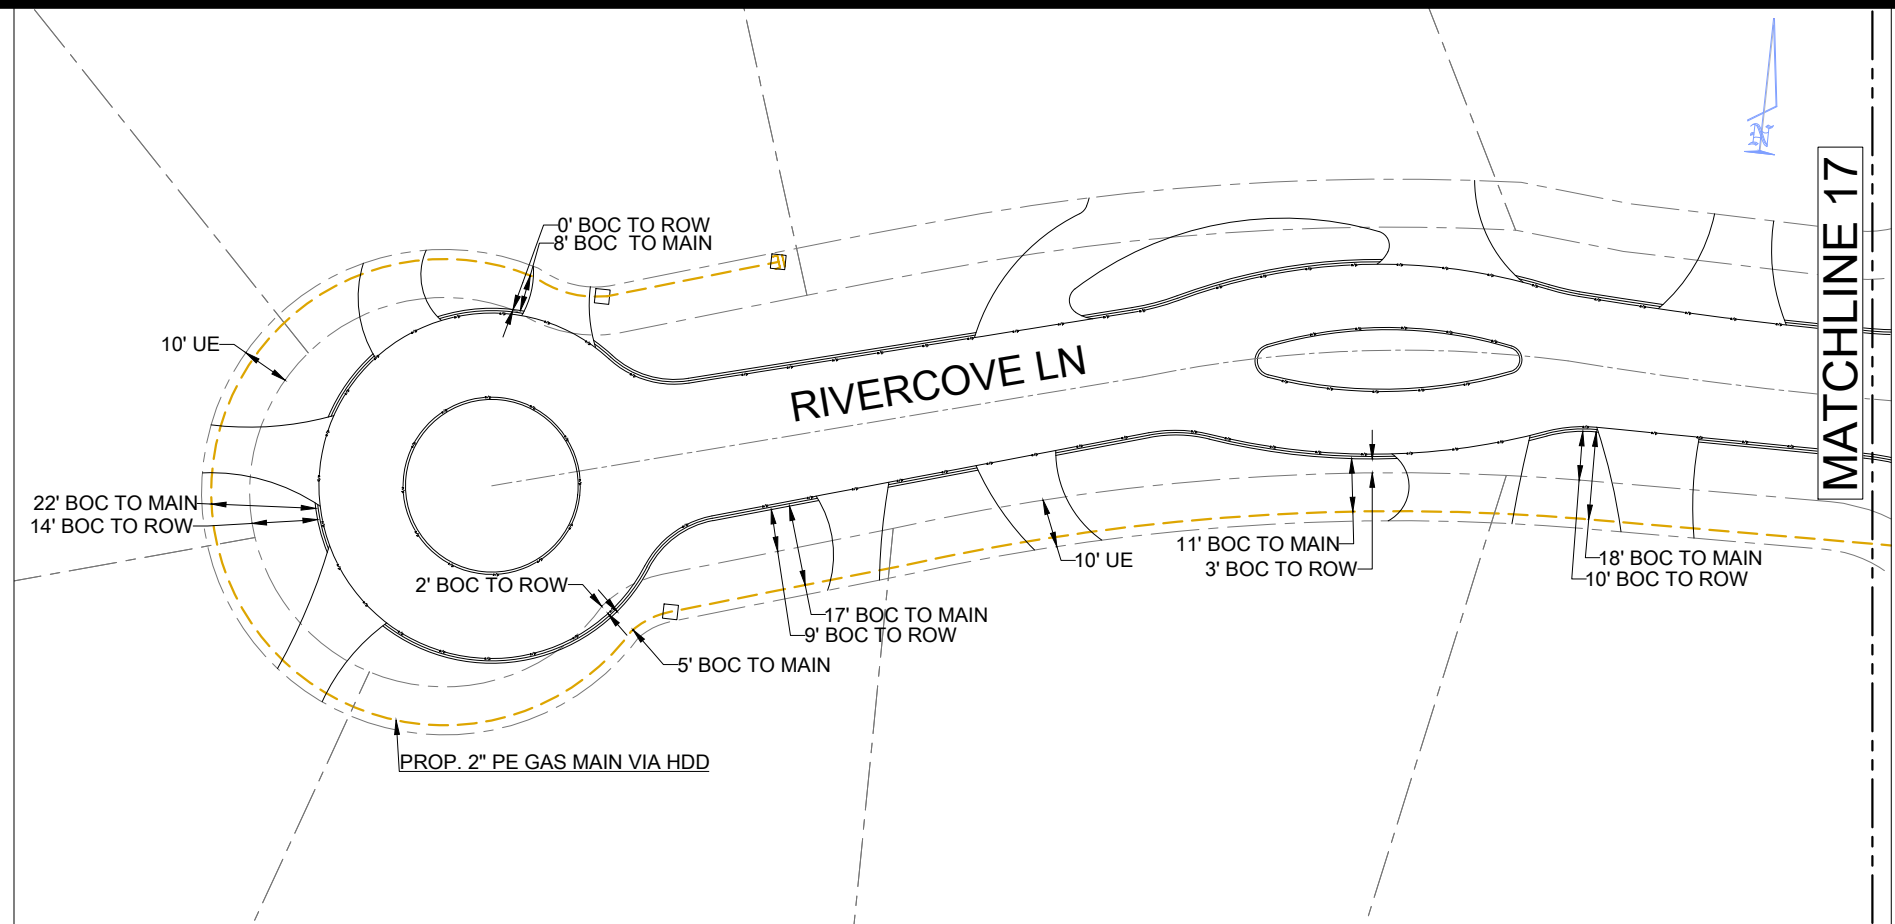 N
MATCHLINE 17
0' BOC TO ROW
8' BOC TO MAIN
10' UE
RIVERCOVE LN
22' BOC TO MAIN
14' BOC TO ROW
2' BOC TO ROW
17' BOC TO MAIN
9' BOC TO ROW
5' BOC TO MAIN
10' UE
11' BOC TO MAIN
3' BOC TO ROW
18' BOC TO MAIN
10' BOC TO ROW
PROP. 2" PE GAS MAIN VIA HDD